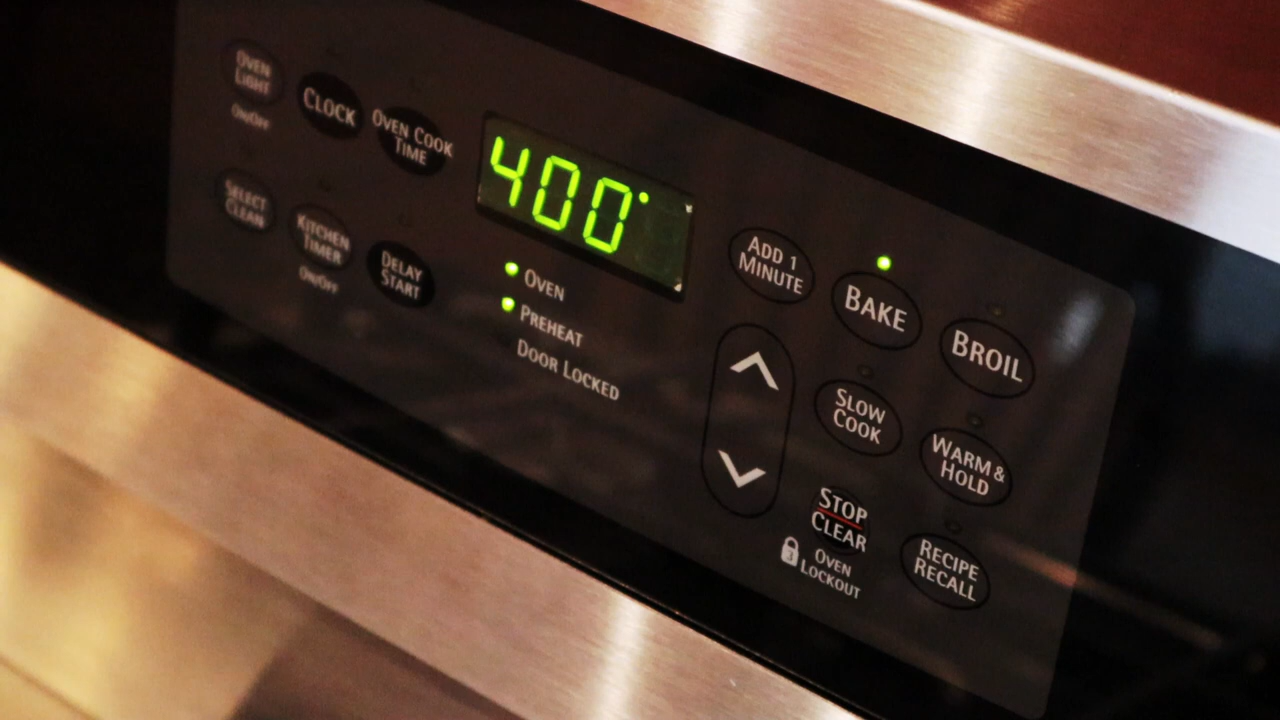 OVEN
LIGHT
ON/OFF
CLOCK
OVEN COOK
TIME
SELECT
CLEAN
KITCHEN
TIMER
ON/OFF
DELAY
START
400°
OVEN
PREHEAT
DOOR LOCKED
ADD 1
MINUTE
BAKE
BROIL
SLOW
COOK
WARM &
HOLD
STOP
CLEAR
OVEN
LOCKOUT
RECIPE
RECALL